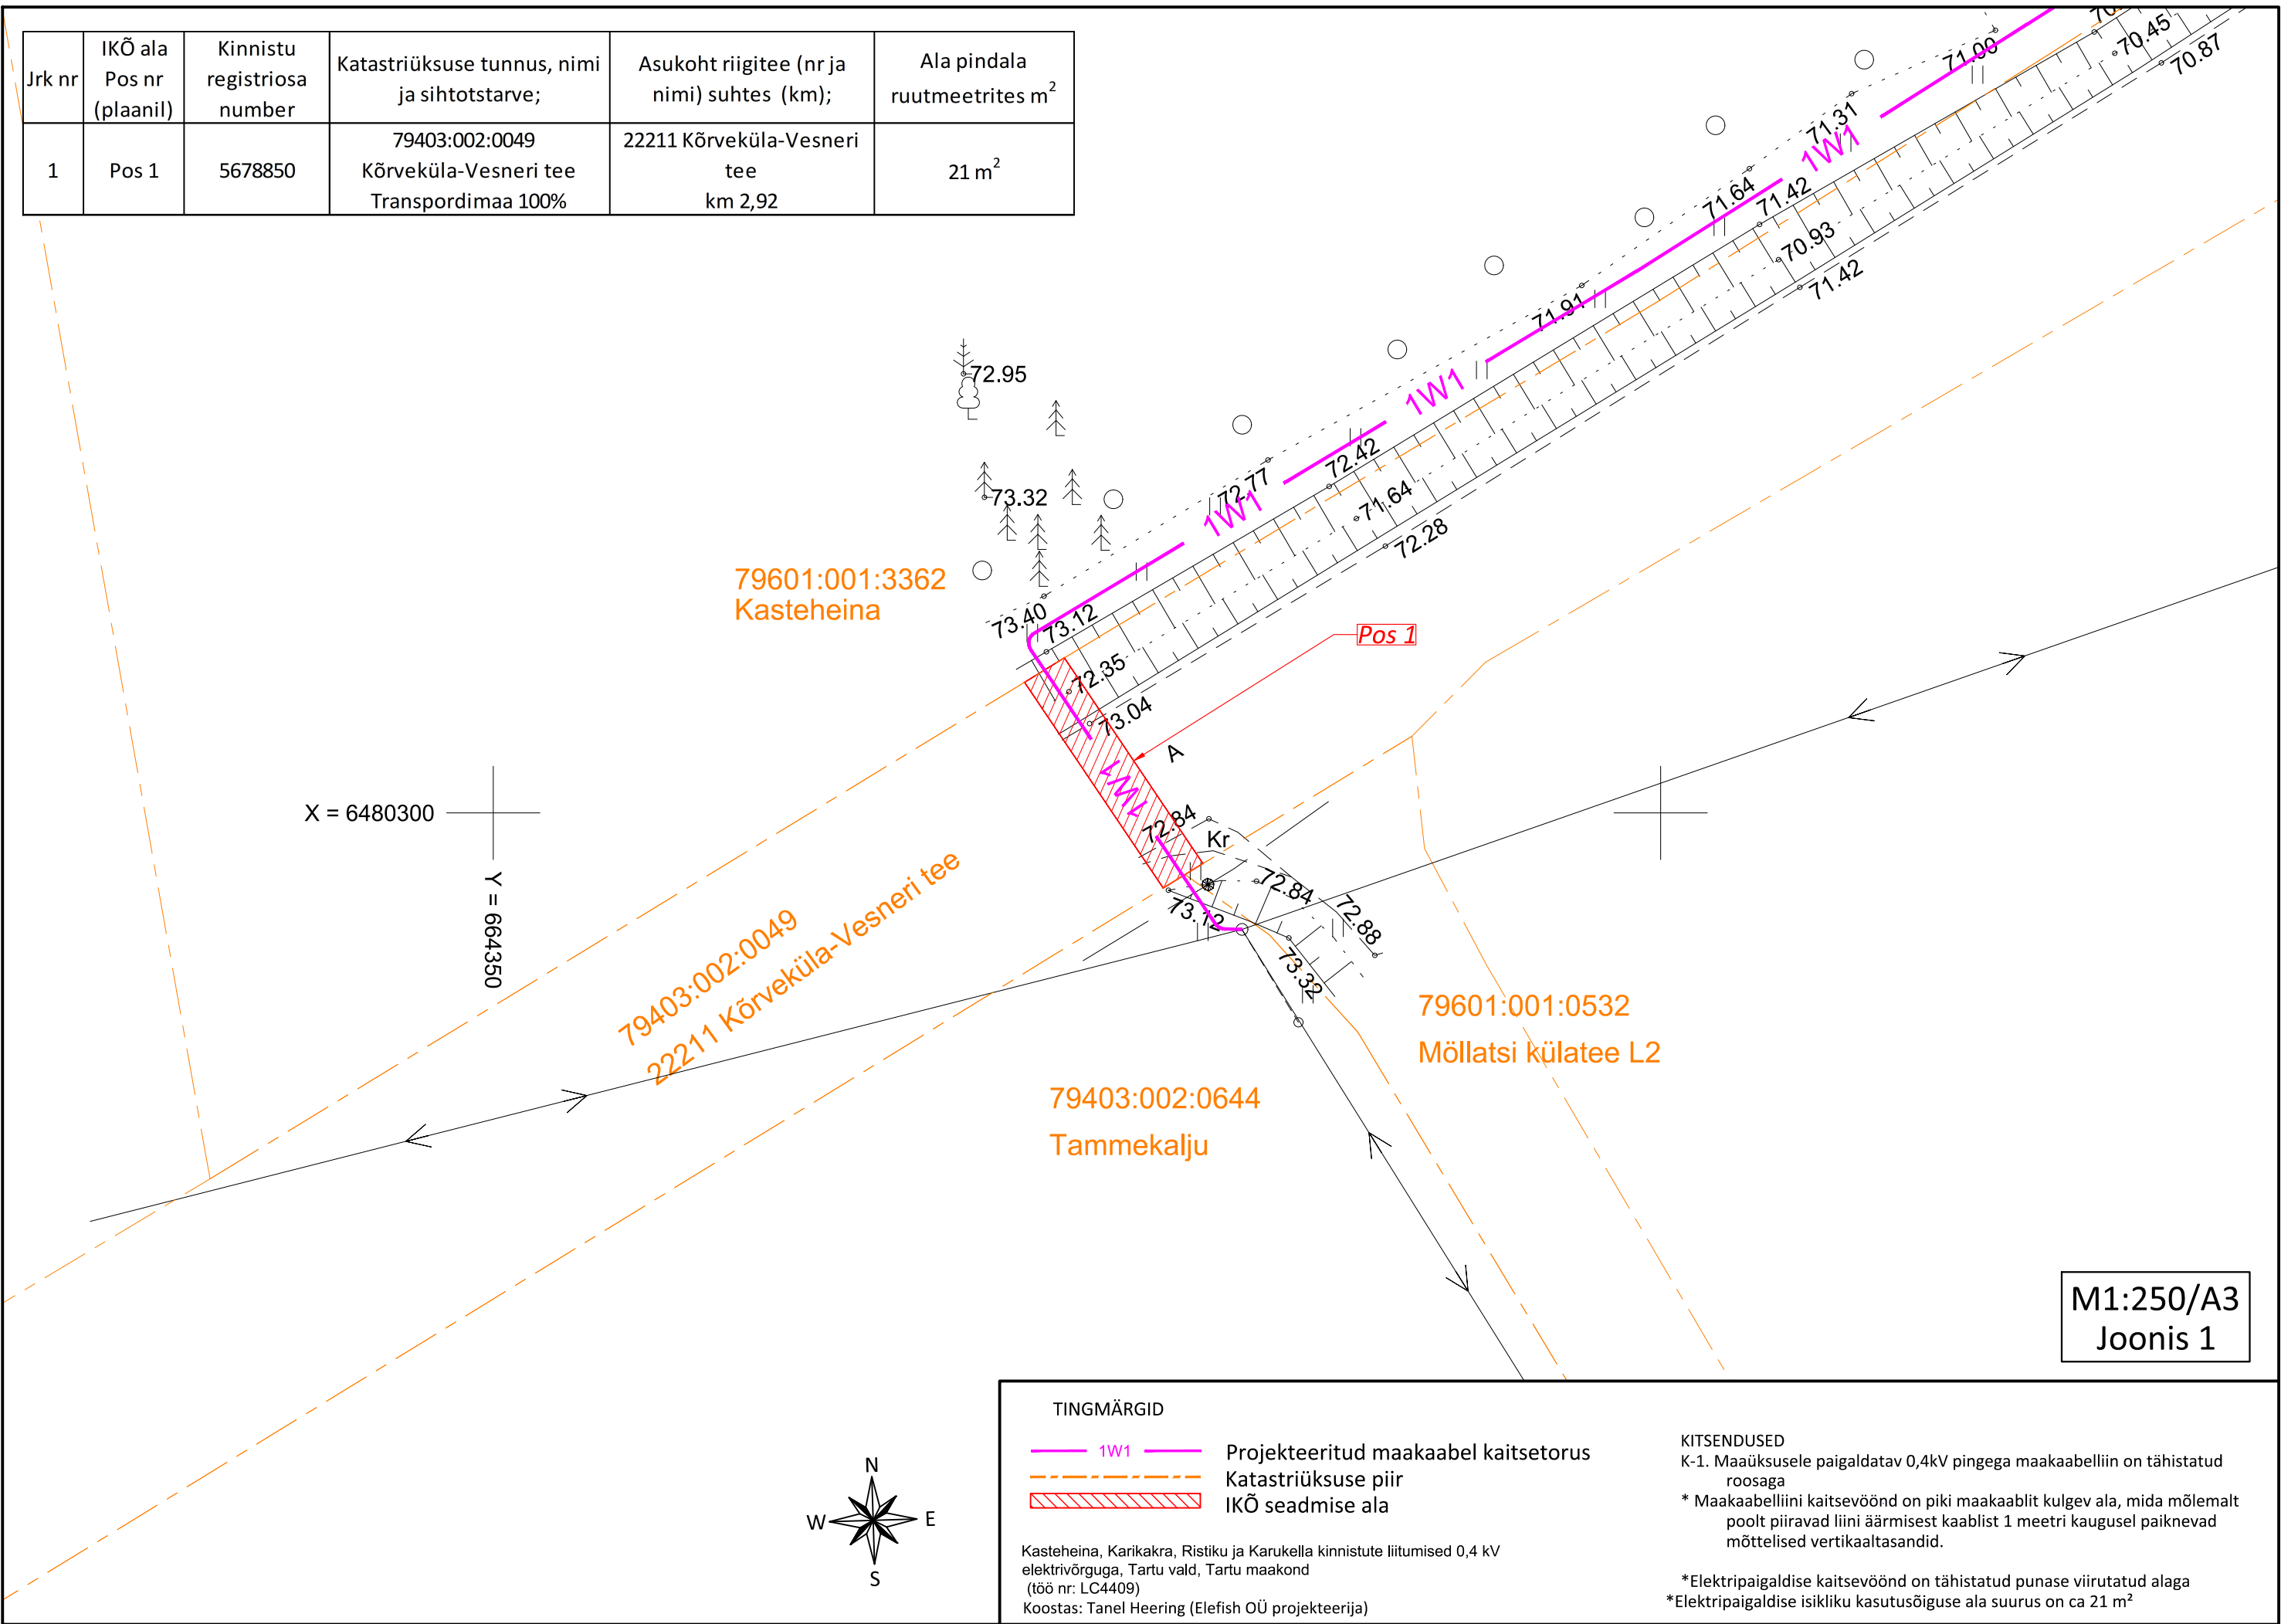 Jrk nr
IKÕ ala
Pos nr
(plaanil)
Kinnistu
registriosa
number
Katastriüksuse tunnus, nimi
ja sihtotstarve;
Asukoht riigitee (nr ja
nimi) suhtes (km);
Ala pindala
ruutmeetrites m²
1
Pos 1
5678850
79403:002:0049
Kõrveküla-Vesneri tee
Transpordimaa 100%
22211 Kõrveküla-Vesneri
tee
km 2,92
21 m²
70.45
70.87
71.00
71.31
1W1
71.64
71.42
70.93
71.42
71.91
72.95
1W1
72.42
72.77
71.64
73.32
1W1
72.28
79601:001:3362
Kasteheina
73.40
73.12
Pos 1
72.35
73.04
A
1W1
X = 6480300
72.84
Kr
Y = 664350
72.84
73.12
72.88
73.32
79403:002:0049
22211 Kõrveküla-Vesneri tee
79601:001:0532
Möllatsi külatee L2
79403:002:0644
Tammekalju
M1:250/A3
Joonis 1
N
W
E
S
TINGMÄRGID
1W1
Projekteeritud maakaabel kaitsetorus
Katastriüksuse piir
IKÕ seadmise ala
Kasteheina, Karikakra, Ristiku ja Karukella kinnistute liitumised 0,4 kV
elektrivõrguga, Tartu vald, Tartu maakond
(töö nr: LC4409)
Koostas: Tanel Heering (Elefish OÜ projekteerija)
KITSENDUSED
K-1. Maaüksusele paigaldatav 0,4kV pingega maakaabelliin on tähistatud
roosaga
* Maakaabelliini kaitsevöönd on piki maakaablit kulgev ala, mida mõlemalt
poolt piiravad liini äärmisest kaablist 1 meetri kaugusel paiknevad
mõttelised vertikaaltasandid.
*Elektripaigaldise kaitsevöönd on tähistatud punase viirutatud alaga
*Elektripaigaldise isikliku kasutusõiguse ala suurus on ca 21 m²